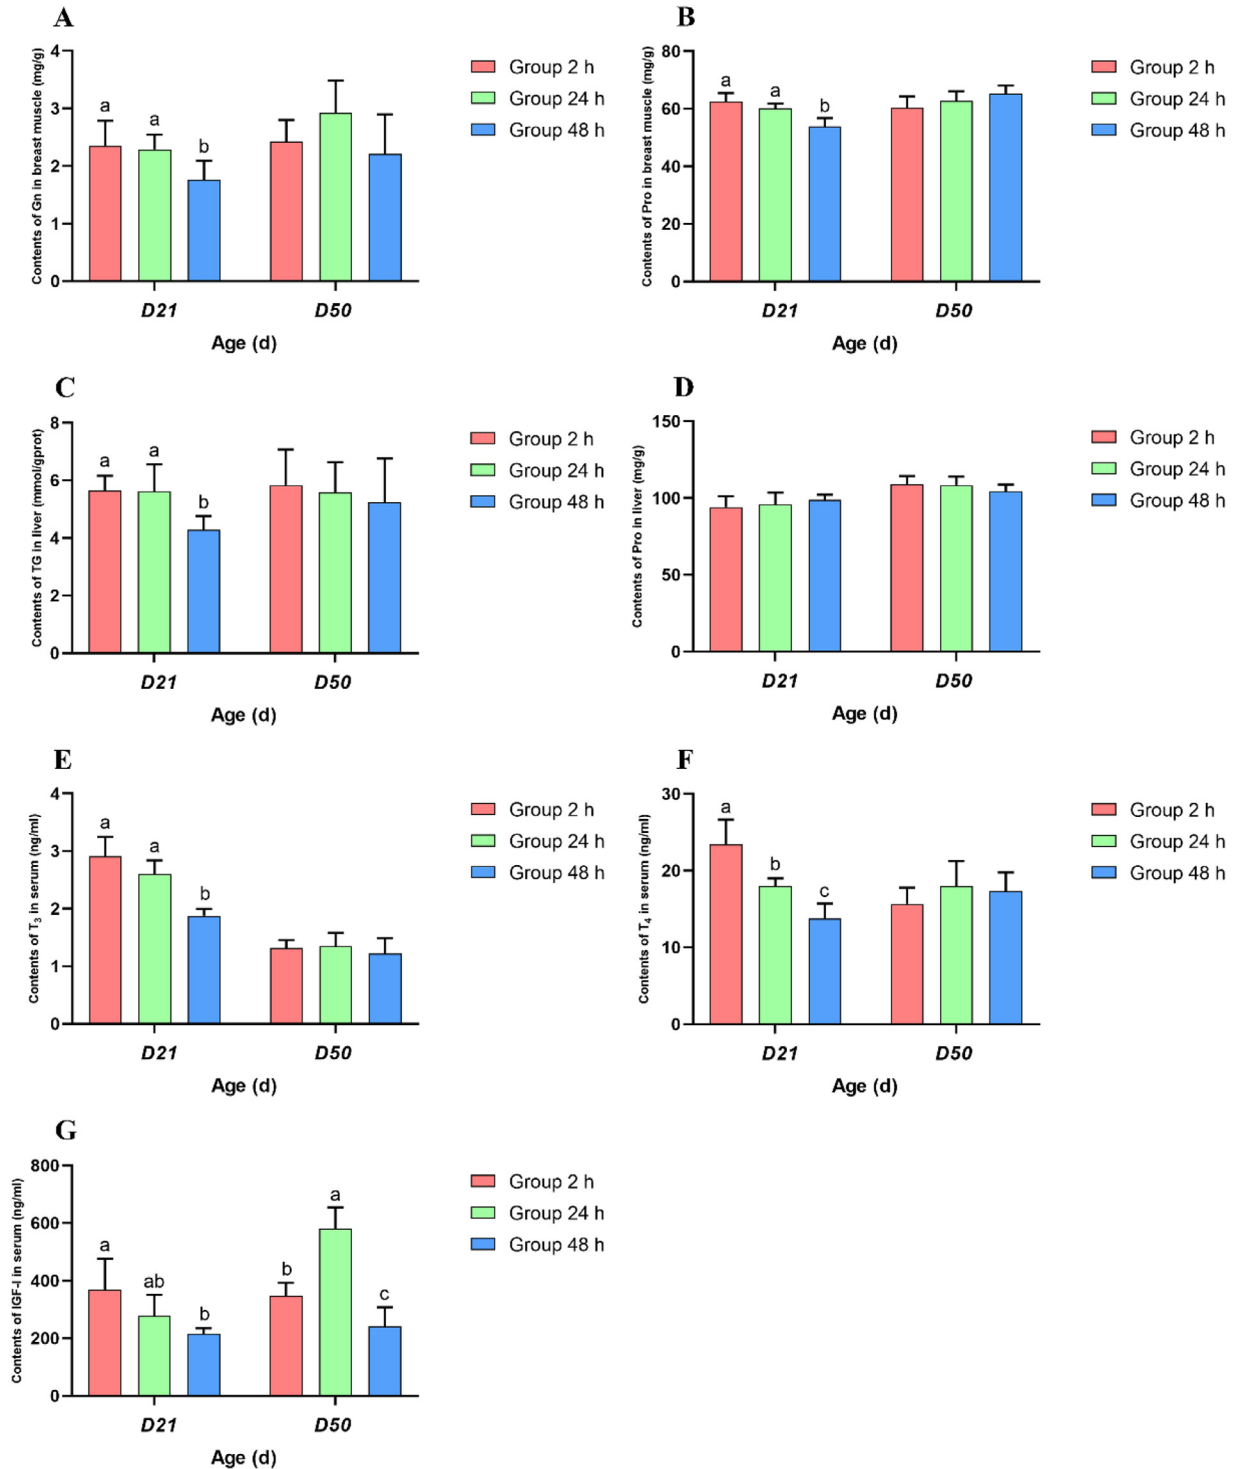 A
Contents of Gn in breast muscle (mg/g)
4
3
2
1
0
a
a
b
D21
D50
Age (d)
Group 2 h
Group 24 h
Group 48 h
B
Contents of Pro in breast muscle (mg/g)
80
60
40
20
0
a
a
b
D21
D50
Age (d)
Group 2 h
Group 24 h
Group 48 h
C
Contents of TG in liver (mmol/gprot)
8
6
4
2
0
a
a
b
D21
D50
Age (d)
Group 2 h
Group 24 h
Group 48 h
D
Contents of Pro in liver (mg/g)
150
100
50
0
D21
D50
Age (d)
Group 2 h
Group 24 h
Group 48 h
E
Contents of T3 in serum (ng/ml)
4
3
2
1
0
a
a
b
D21
D50
Age (d)
Group 2 h
Group 24 h
Group 48 h
F
Contents of T4 in serum (ng/ml)
30
20
10
0
a
b
c
D21
D50
Age (d)
Group 2 h
Group 24 h
Group 48 h
G
Contents of IGF-I in serum (ng/ml)
800
600
400
200
0
a
ab
b
b
a
c
D21
D50
Age (d)
Group 2 h
Group 24 h
Group 48 h